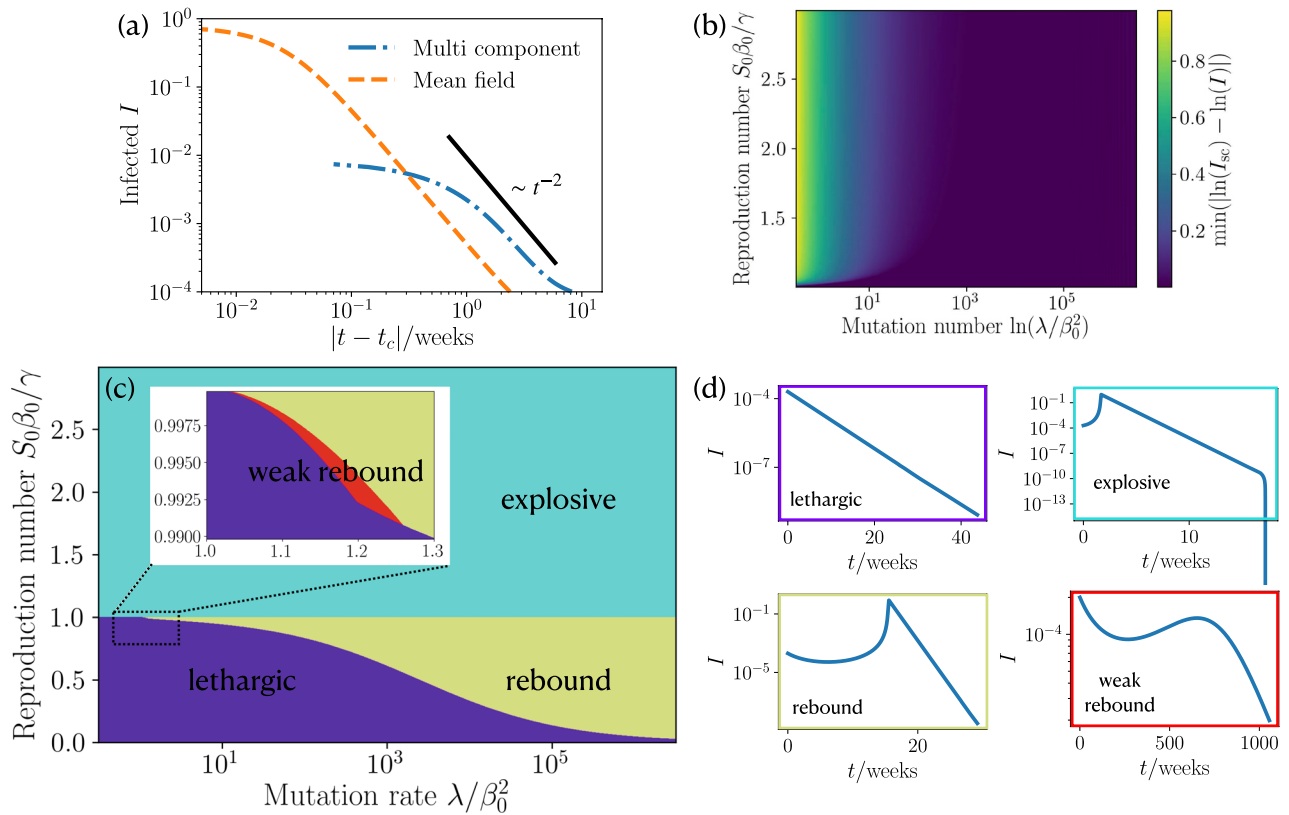 (a)
10^0
10^{-1}
10^{-2}
10^{-3}
10^{-4}
Infected I
Multi component
Mean field
~ t^{-2}
10^{-2} 10^{-1} 10^0 10^1
|t − t_c|/weeks
(b)
Reproduction number S_0β_0/γ
2.5
2.0
1.5
10^1 10^3 10^5
Mutation number ln(λ/β_0^2)
0.8
0.6
0.4
0.2
min(|ln(I_sc) − ln(I)|)
(c)
Reproduction number S_0β_0/γ
2.5
2.0
1.5
1.0
0.5
0.0
0.9975
0.9950
0.9925
0.9900
1.0 1.1 1.2 1.3
weak rebound
explosive
lethargic
rebound
10^1 10^3 10^5
Mutation rate λ/β_0^2
(d)
I
10^{-4}
10^{-7}
lethargic
0 20 40
t/weeks
I
10^{-1}
10^{-4}
10^{-7}
10^{-10}
10^{-13}
explosive
0 10
t/weeks
I
10^{-1}
10^{-5}
rebound
0 20
t/weeks
I
10^{-4}
weak
rebound
0 500 1000
t/weeks